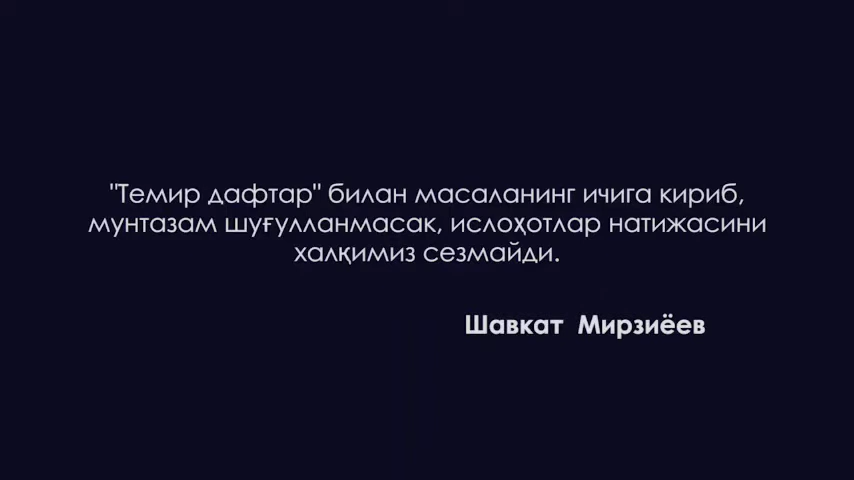 "Темир дафтар" билан масаланинг ичига кириб,
мунтазам шуғулланмасак, ислоҳотлар натижасини
халқимиз сезмайди.
Шавкат Мирзиёев